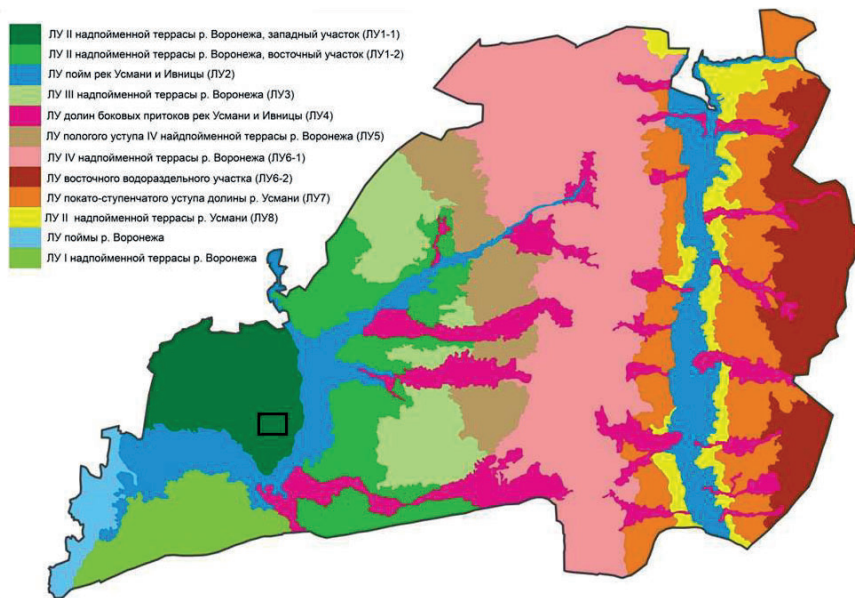 ЛУ II надпойменной террасы р. Воронежа, западный участок (ЛУ1-1)
ЛУ II надпойменной террасы р. Воронежа, восточный участок (ЛУ1-2)
ЛУ пойм рек Усмани и Ивницы (ЛУ2)
ЛУ III надпойменной террасы р. Воронежа (ЛУ3)
ЛУ долин боковых притоков рек Усмани и Ивницы (ЛУ4)
ЛУ пологого уступа IV найдпойменной террасы р. Воронежа (ЛУ5)
ЛУ IV надпойменной террасы р. Воронежа (ЛУ6-1)
ЛУ восточного водораздельного участка (ЛУ6-2)
ЛУ покато-ступенчатого уступа долины р. Усмани (ЛУ7)
ЛУ II надпойменной террасы р. Усмани (ЛУ8)
ЛУ поймы р. Воронежа
ЛУ I надпойменной террасы р. Воронежа